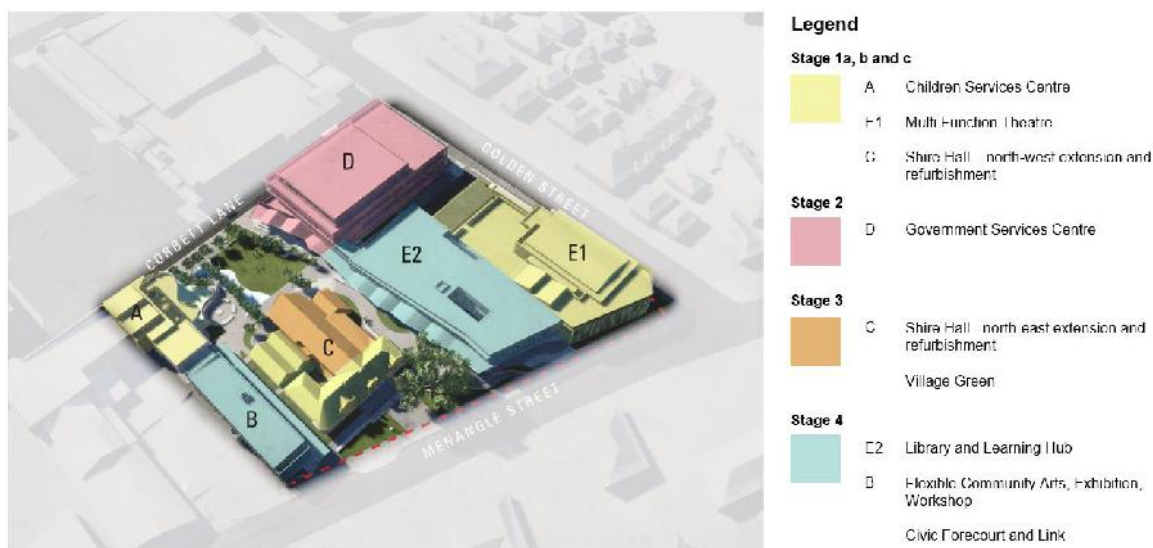 D
COLDEN STREET
CORBETT LANE
E2
E1
A
C
B
MENANGLE STREET
Legend
Stage 1a, b and c
A Children Services Centre
E1 Multi Function Theatre
C Shire Hall north-west extension and
refurbishment
Stage 2
D Government Services Centre
Stage 3
C Shire Hall north east extension and
refurbishment
Village Green
Stage 4
E2 Library and Learning Hub
B Flexible Community Arts, Exhibition,
Workshop
Civic Forecourt and Link